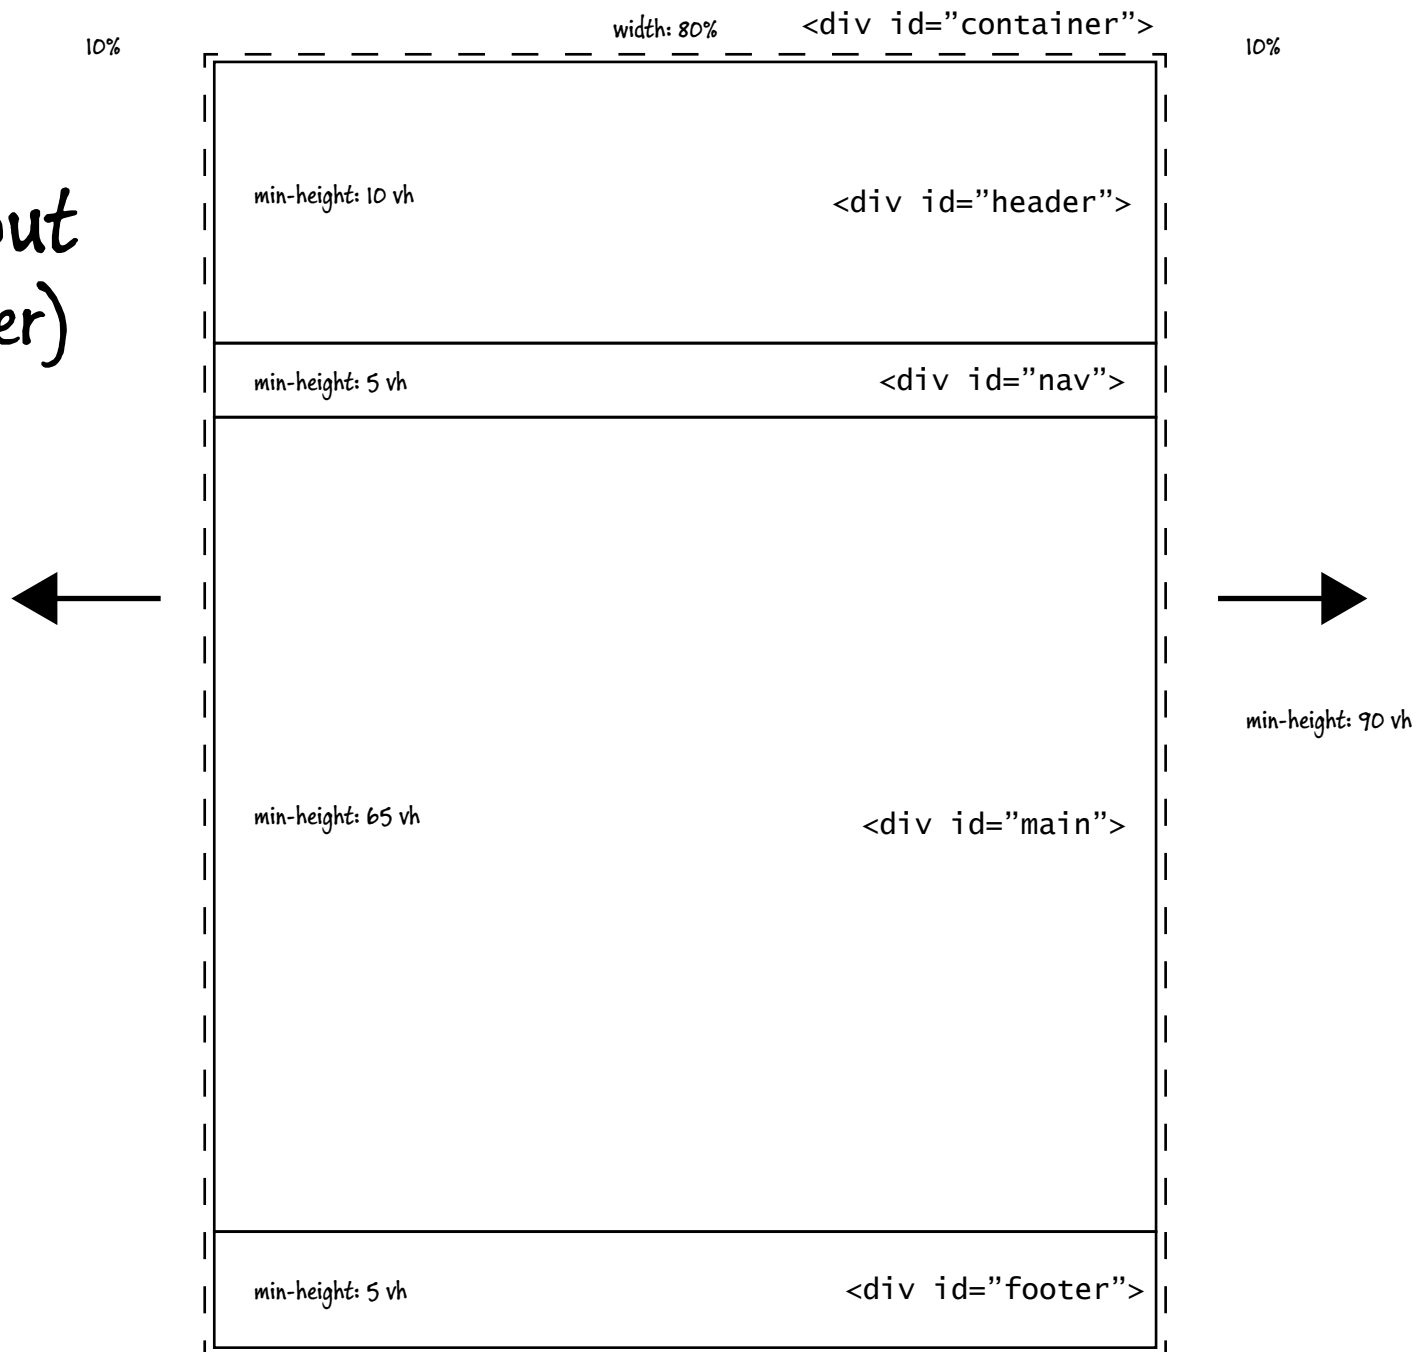 width: 80%
<div id=”container”>
10%
10%
min-height: 10 vh
<div id=”header”>
out
er)
min-height: 5 vh
<div id=”nav”>
min-height: 90 vh
min-height: 65 vh
<div id=”main”>
min-height: 5 vh
<div id=”footer”>